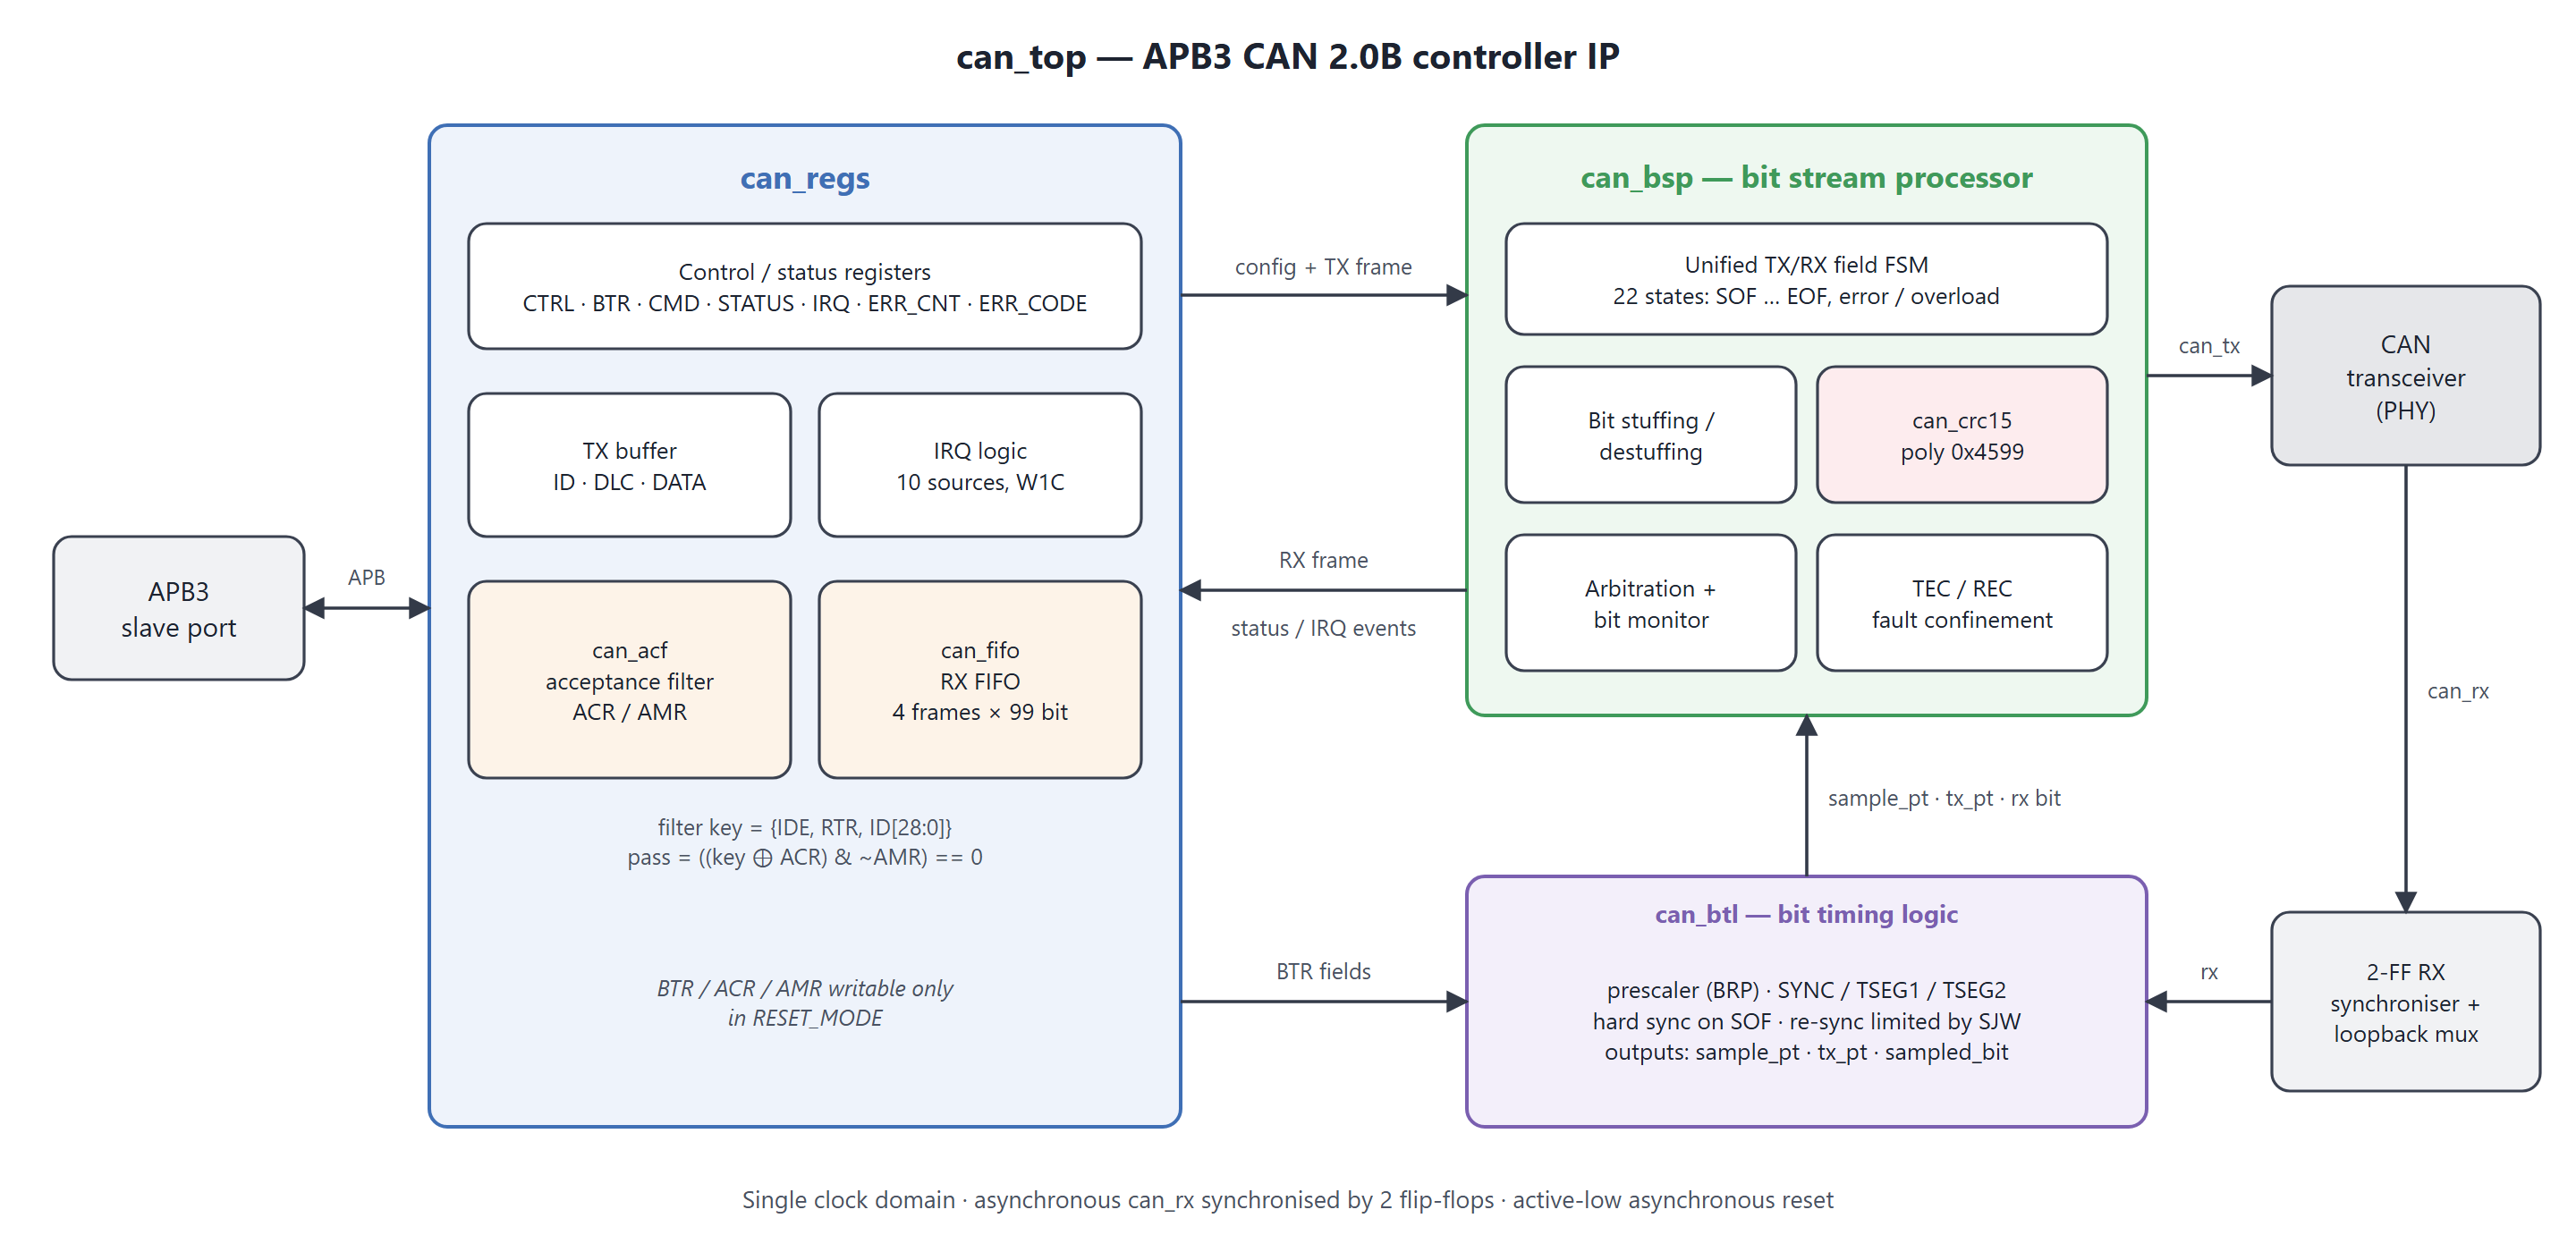 can_top — APB3 CAN 2.0B controller IP
APB3
slave port
APB
can_regs
Control / status registers
CTRL · BTR · CMD · STATUS · IRQ · ERR_CNT · ERR_CODE
TX buffer
ID · DLC · DATA
IRQ logic
10 sources, W1C
can_acf
acceptance filter
ACR / AMR
can_fifo
RX FIFO
4 frames × 99 bit
filter key = {IDE, RTR, ID[28:0]}
pass = ((key ⊕ ACR) & ~AMR) == 0
BTR / ACR / AMR writable only
in RESET_MODE
config + TX frame
RX frame
status / IRQ events
BTR fields
can_bsp — bit stream processor
Unified TX/RX field FSM
22 states: SOF ... EOF, error / overload
Bit stuffing /
destuffing
can_crc15
poly 0x4599
Arbitration +
bit monitor
TEC / REC
fault confinement
sample_pt · tx_pt · rx bit
can_btl — bit timing logic
prescaler (BRP) · SYNC / TSEG1 / TSEG2
hard sync on SOF · re-sync limited by SJW
outputs: sample_pt · tx_pt · sampled_bit
can_tx
CAN
transceiver
(PHY)
can_rx
rx
2-FF RX
synchroniser +
loopback mux
Single clock domain · asynchronous can_rx synchronised by 2 flip-flops · active-low asynchronous reset